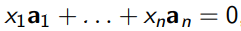 x₁a₁ + . . . + xₙaₙ = 0,